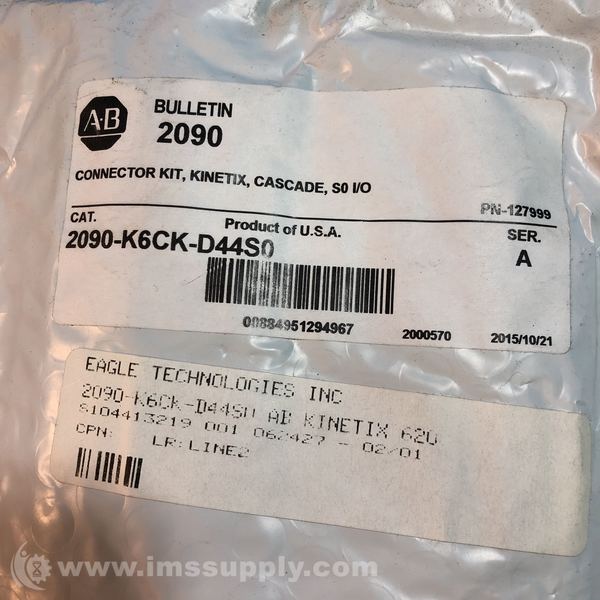 A-B
BULLETIN
2090
CONNECTOR KIT, KINETIX, CASCADE, S0 I/O
PN-127999
CAT.
Product of U.S.A.
SER.
2090-K6CK-D44S0
A
00884951294967
2000570
2015/10/21
EAGLE TECHNOLOGIES INC
2090-K6CK-D44S0 AB KINETIX 620
S104413219 001 062427 - 02/01
CPN:
LR: LINE2
www.imssupply.com